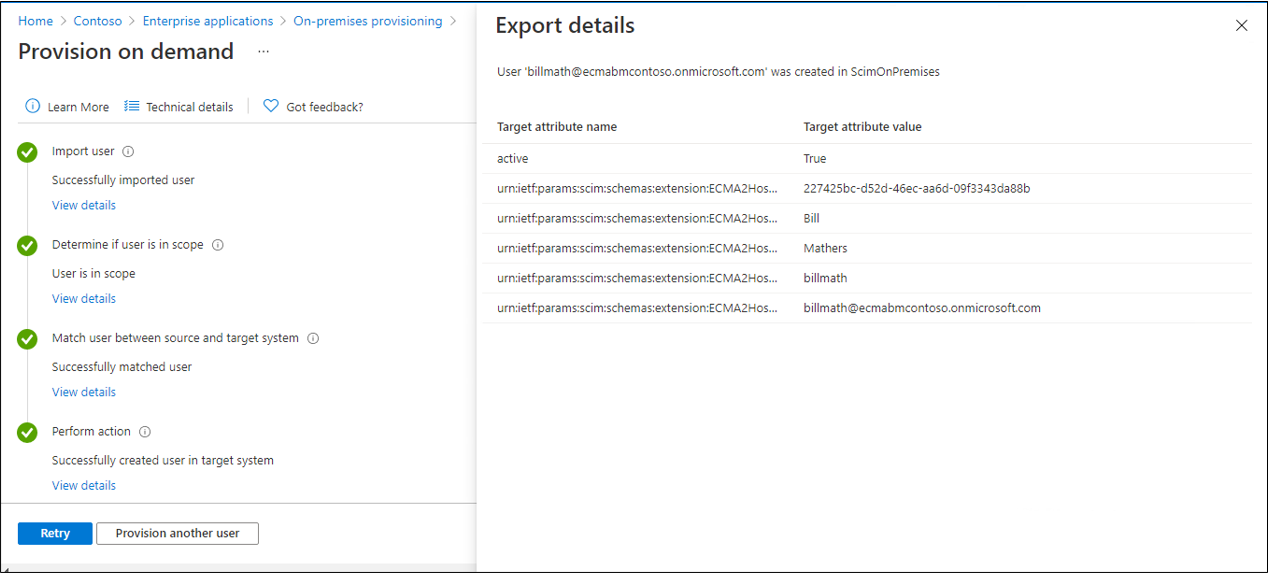 Home > Contoso > Enterprise applications > On-premises provisioning >
Provision on demand ...
Learn More Technical details Got feedback?
Import user
Successfully imported user
View details
Determine if user is in scope
User is in scope
View details
Match user between source and target system
Successfully matched user
View details
Perform action
Successfully created user in target system
View details
Retry Provision another user
Export details
User 'billmath@ecmabmcontoso.onmicrosoft.com' was created in ScimOnPremises
Target attribute name Target attribute value
active True
urn:ietf:params:scim:schemas:extension:ECMA2Hos... 227425bc-d52d-46ec-aa6d-09f3343da88b
urn:ietf:params:scim:schemas:extension:ECMA2Hos... Bill
urn:ietf:params:scim:schemas:extension:ECMA2Hos... Mathers
urn:ietf:params:scim:schemas:extension:ECMA2Hos... billmath
urn:ietf:params:scim:schemas:extension:ECMA2Hos... billmath@ecmabmcontoso.onmicrosoft.com